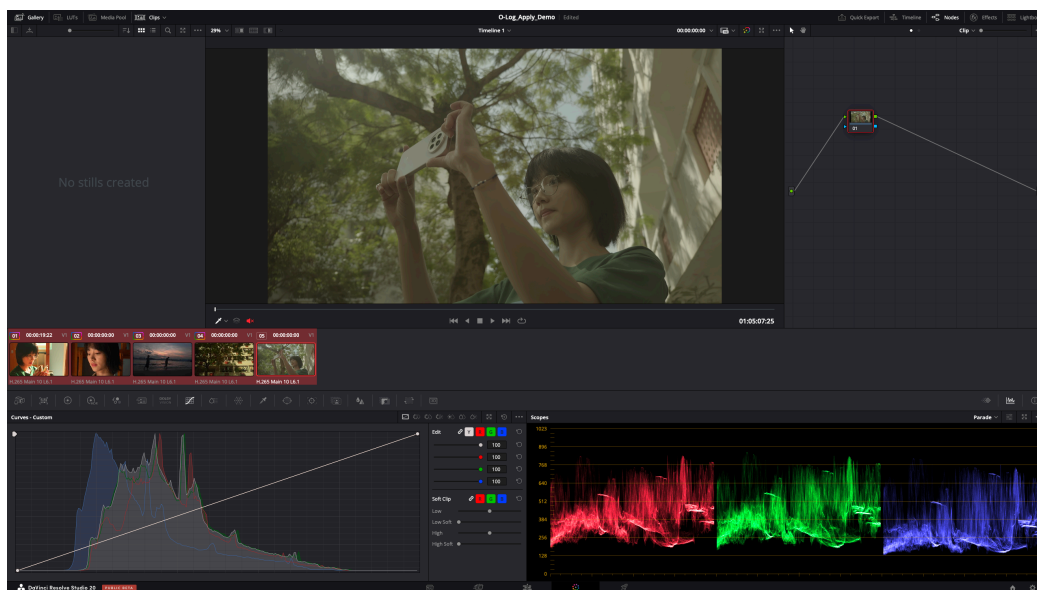 Gallery LUTs Media Pool Clips O-Log_Apply_Demo Edited Quick Export Timeline Nodes Effects
29% Timeline 1 00:00:00:00 Clip
No stills created
01
01:05:07:25
01 00:00:19:22 V1 02 00:00:00:00 V1 03 00:00:00:00 V1 04 00:00:00:00 V1 05 00:00:00:00 V1
H.265 Main 10 L6.1 H.265 Main 10 L6.1 H.265 Main 10 L6.1 H.265 Main 10 L6.1 H.265 Main 10 L6.1
Curves - Custom Scopes Parade
Edit Y R G B
100
100
100
100
Soft Clip R G B
Low
Low Soft
High
High Soft
1023
896
768
640
512
384
256
128
0
DaVinci Resolve Studio 20 PUBLIC BETA